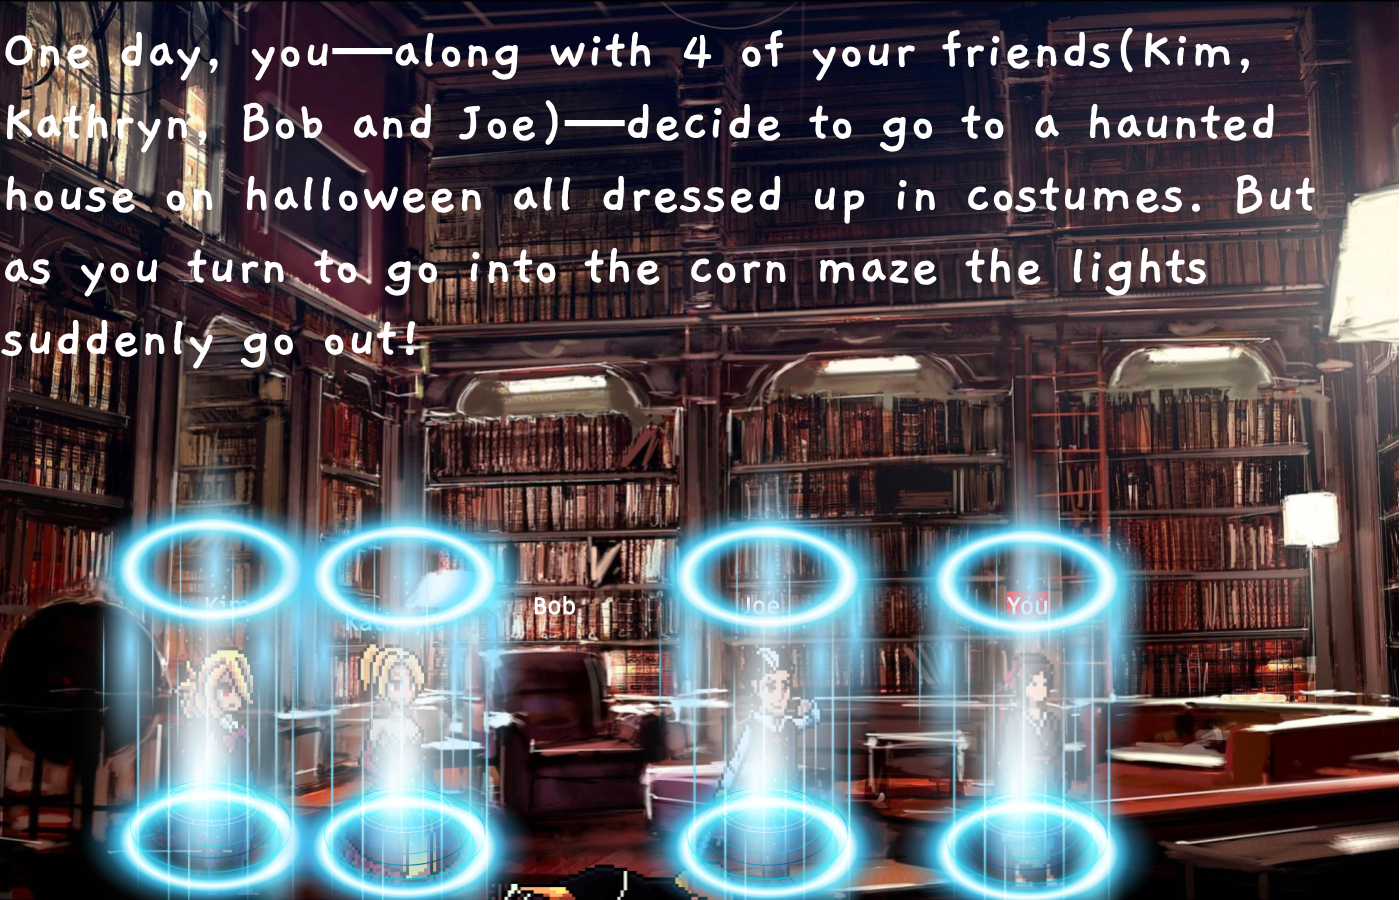 One day, you——along with 4 of your friends(Kim,
Kathryn, Bob and Joe)——decide to go to a haunted
house on halloween all dressed up in costumes. But
as you turn to go into the corn maze the lights
suddenly go out!
Kim
Bob
Joe
You